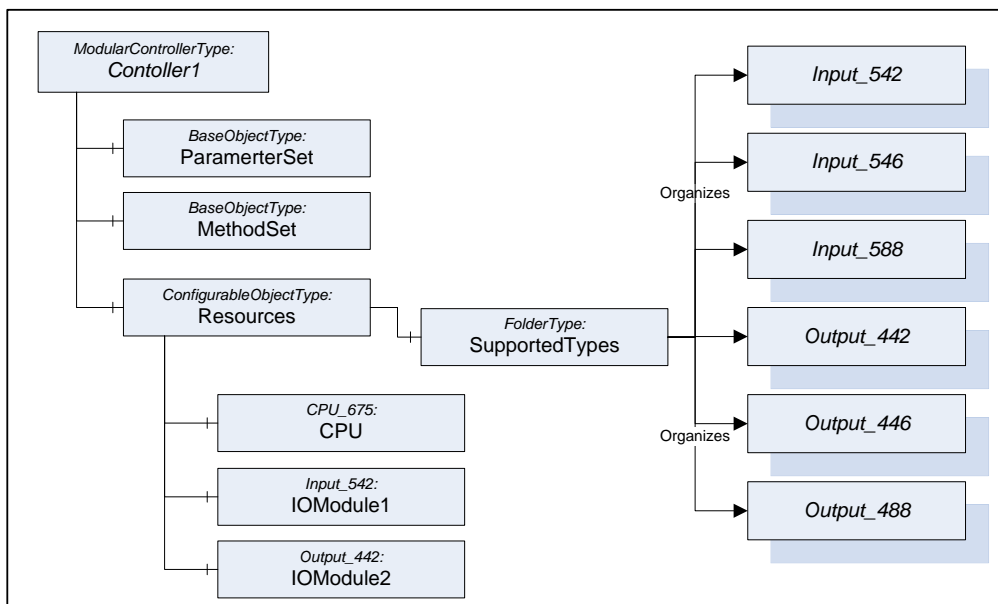 ModularControllerType:
Contoller1
BaseObjectType:
ParamerterSet
BaseObjectType:
MethodSet
ConfigurableObjectType:
Resources
FolderType:
SupportedTypes
CPU_675:
CPU
Input_542:
IOModule1
Output_442:
IOModule2
Organizes
Organizes
Input_542
Input_546
Input_588
Output_442
Output_446
Output_488